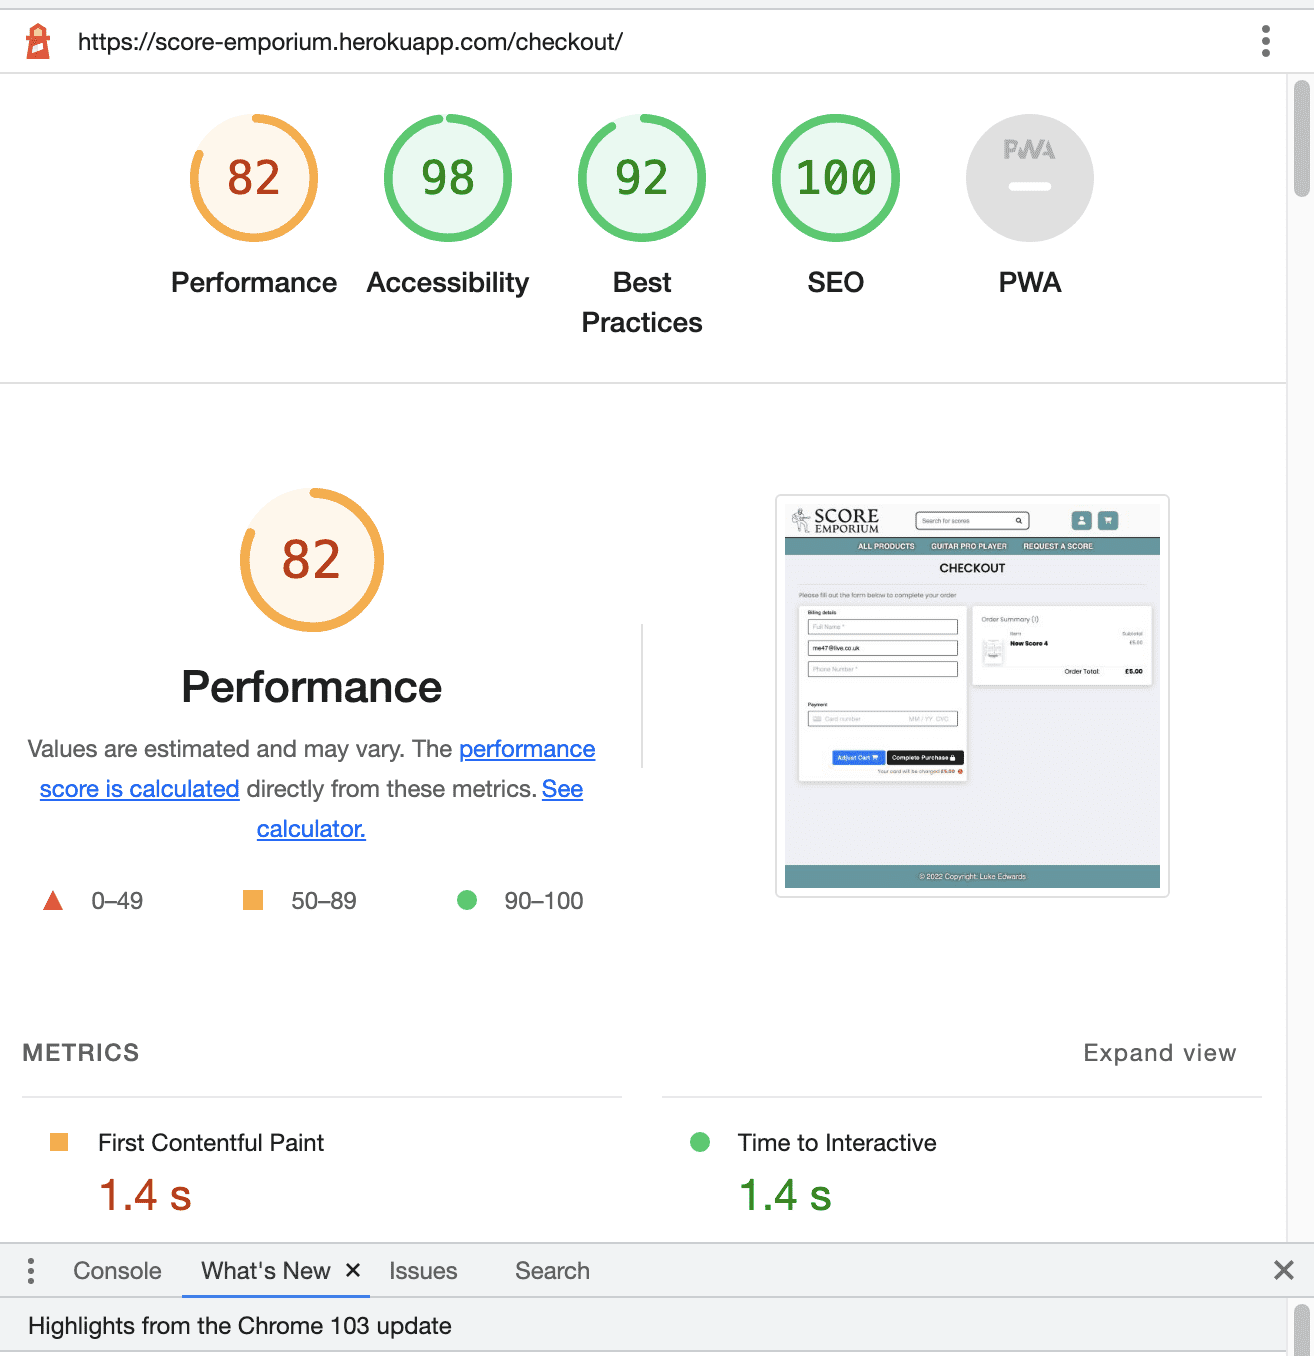 https://score-emporium.herokuapp.com/checkout/
82
98
92
100
PWA
Performance
Accessibility
Best
Practices
SEO
PWA
82
Performance
Values are estimated and may vary. The performance
score is calculated directly from these metrics. See
calculator.
0–49
50–89
90–100
SCORE
EMPORIUM
Search for scores
ALL PRODUCTS
GUITAR PRO PLAYER
REQUEST A SCORE
CHECKOUT
Please fill out the form below to complete your order
Billing details
Full Name *
me47@live.co.uk
Phone Number *
Payment
Card number
MM / YY CVC
Adjust Cart
Complete Purchase
Your card will be charged £5.00
Order Summary (1)
Item
Subtotal
New Score 4
£5.00
Order Total:
£5.00
© 2022 Copyright: Luke Edwards
METRICS
Expand view
First Contentful Paint
1.4 s
Time to Interactive
1.4 s
Console
What's New
Issues
Search
Highlights from the Chrome 103 update